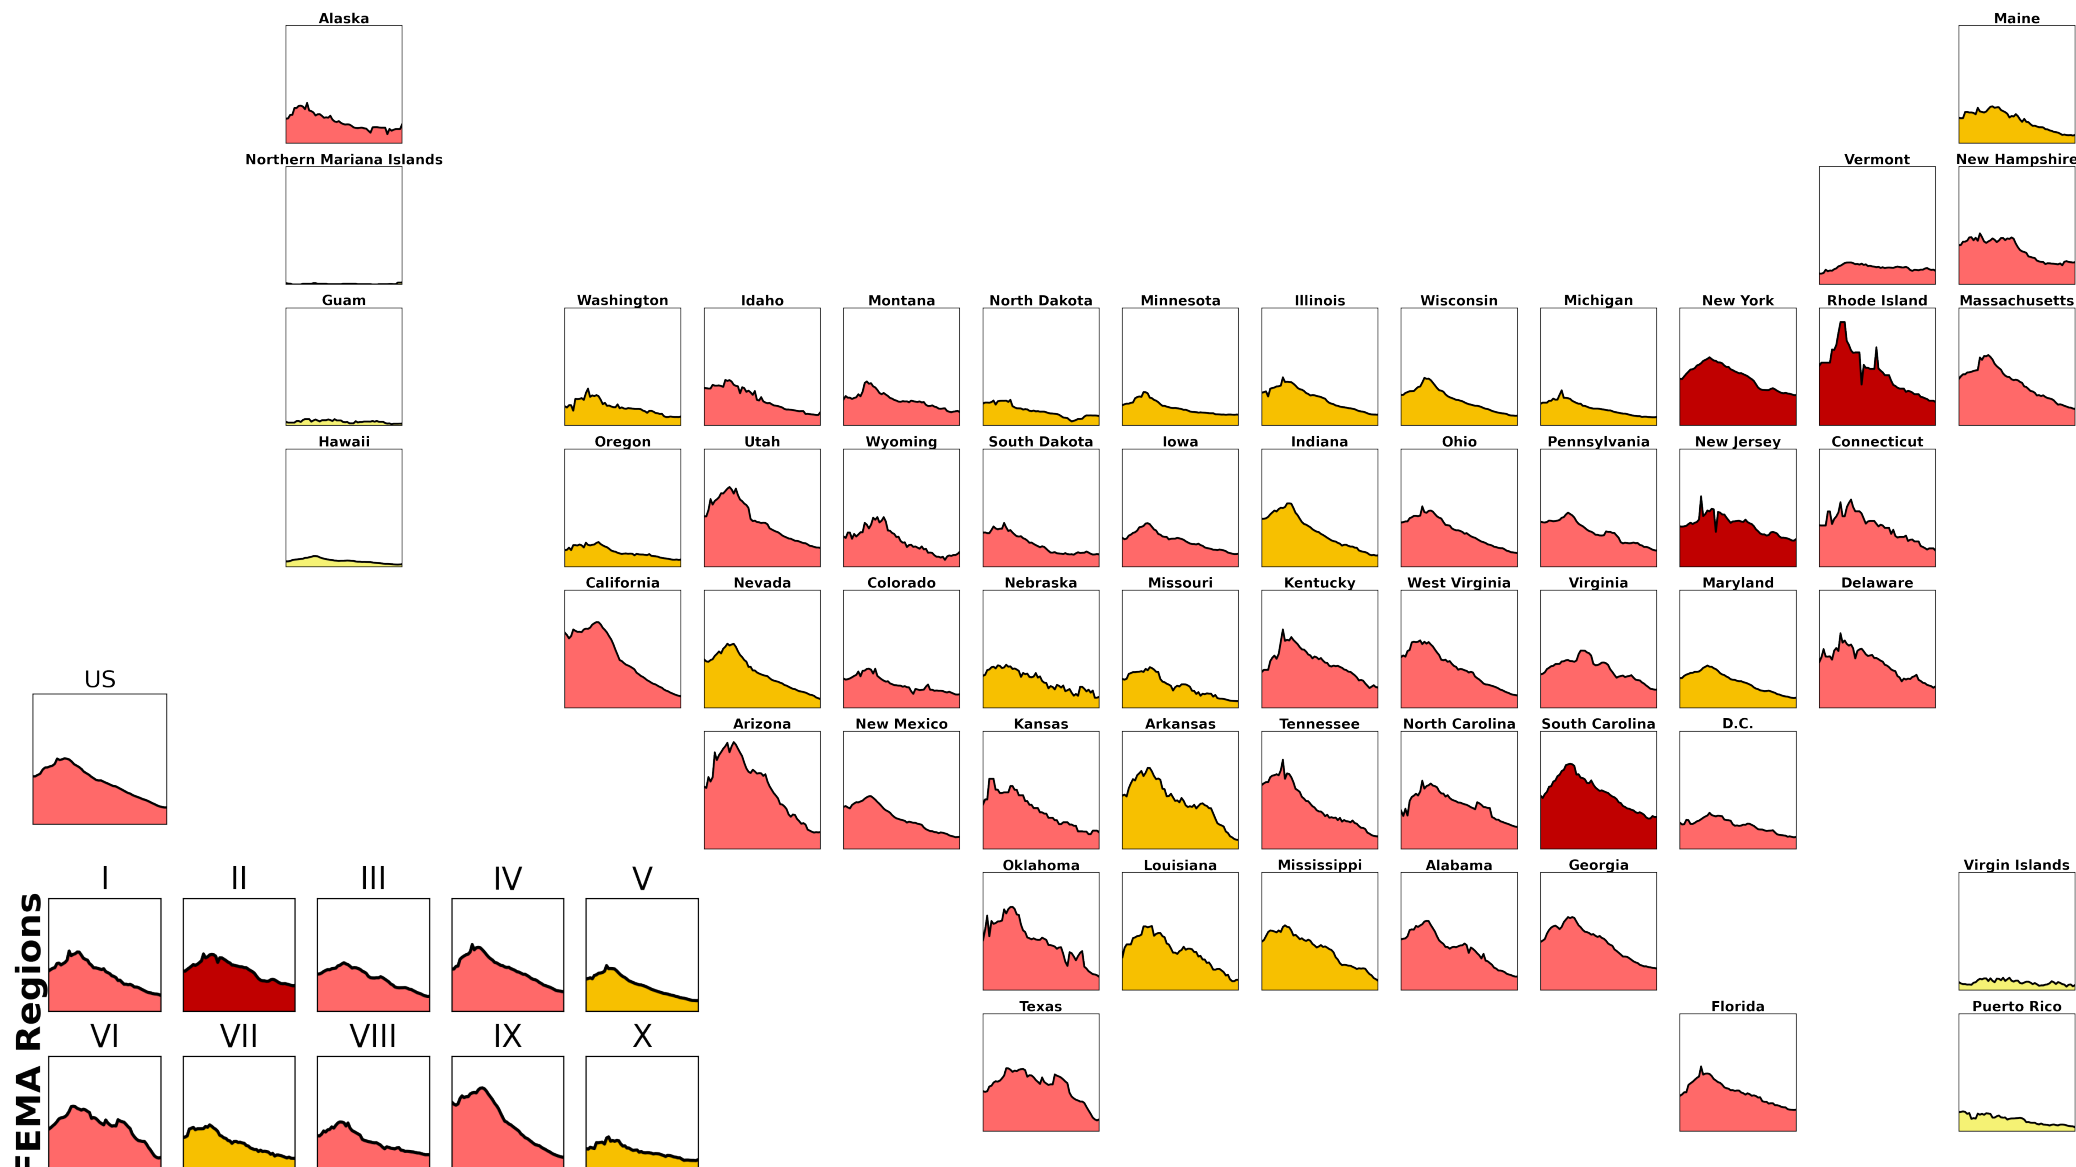 Alaska
Maine
Northern Mariana Islands
Vermont
New Hampshire
Guam
Washington
Idaho
Montana
North Dakota
Minnesota
Illinois
Wisconsin
Michigan
New York
Rhode Island
Massachusetts
Hawaii
Oregon
Utah
Wyoming
South Dakota
Iowa
Indiana
Ohio
Pennsylvania
New Jersey
Connecticut
California
Nevada
Colorado
Nebraska
Missouri
Kentucky
West Virginia
Virginia
Maryland
Delaware
US
Arizona
New Mexico
Kansas
Arkansas
Tennessee
North Carolina
South Carolina
D.C.
Oklahoma
Louisiana
Mississippi
Alabama
Georgia
Virgin Islands
FEMA Regions
I
II
III
IV
V
Texas
Florida
Puerto Rico
VI
VII
VIII
IX
X